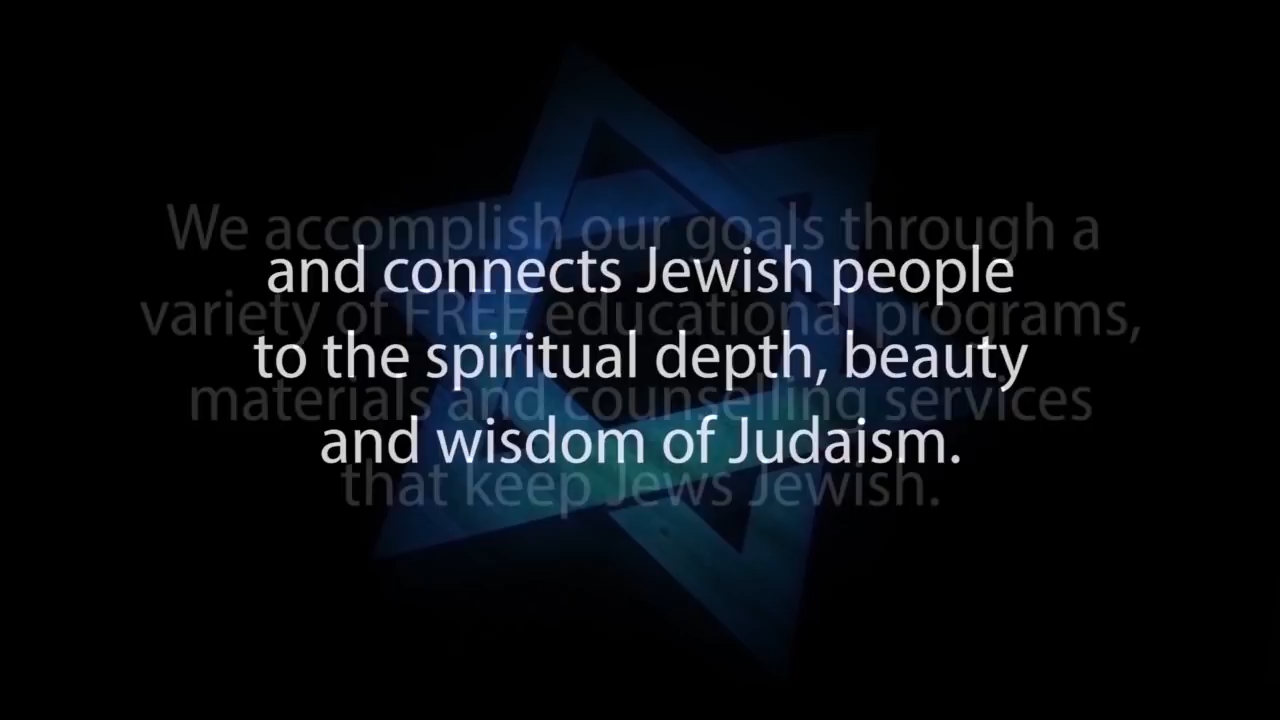 We accomplish our goals through a
and connects Jewish people
variety of FREE educational programs,
to the spiritual depth, beauty
materials and counselling services
and wisdom of Judaism.
that keep Jews Jewish.